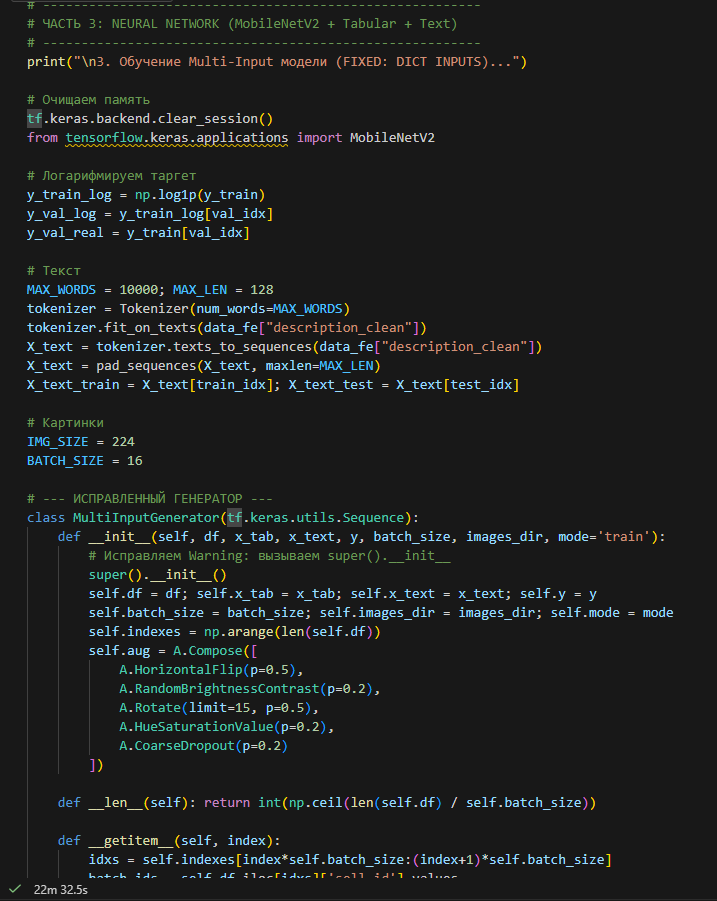 # ---------------------------------------------------------
# ЧАСТЬ 3: NEURAL NETWORK (MobileNetV2 + Tabular + Text)
# ---------------------------------------------------------
print("\n3. Обучение Multi-Input модели (FIXED: DICT INPUTS)...")
# Очищаем память
tf.keras.backend.clear_session()
from tensorflow.keras.applications import MobileNetV2
# Логарифмируем таргет
y_train_log = np.log1p(y_train)
y_val_log = y_train_log[val_idx]
y_val_real = y_train[val_idx]
# Текст
MAX_WORDS = 10000; MAX_LEN = 128
tokenizer = Tokenizer(num_words=MAX_WORDS)
tokenizer.fit_on_texts(data_fe["description_clean"])
X_text = tokenizer.texts_to_sequences(data_fe["description_clean"])
X_text = pad_sequences(X_text, maxlen=MAX_LEN)
X_text_train = X_text[train_idx]; X_text_test = X_text[test_idx]
# Картинки
IMG_SIZE = 224
BATCH_SIZE = 16
# --- ИСПРАВЛЕННЫЙ ГЕНЕРАТОР ---
class MultiInputGenerator(tf.keras.utils.Sequence):
    def __init__(self, df, x_tab, x_text, y, batch_size, images_dir, mode='train'):
        # Исправляем Warning: вызываем super().__init__
        super().__init__()
        self.df = df; self.x_tab = x_tab; self.x_text = x_text; self.y = y
        self.batch_size = batch_size; self.images_dir = images_dir; self.mode = mode
        self.indexes = np.arange(len(self.df))
        self.aug = A.Compose([
            A.HorizontalFlip(p=0.5),
            A.RandomBrightnessContrast(p=0.2),
            A.Rotate(limit=15, p=0.5),
            A.HueSaturationValue(p=0.2),
            A.CoarseDropout(p=0.2)
        ])
    def __len__(self): return int(np.ceil(len(self.df) / self.batch_size))
    def __getitem__(self, index):
        idxs = self.indexes[index*self.batch_size:(index+1)*self.batch_size]
        batch_ids = self.df.iloc[idxs]['sell_id'].values
22m 32.5s